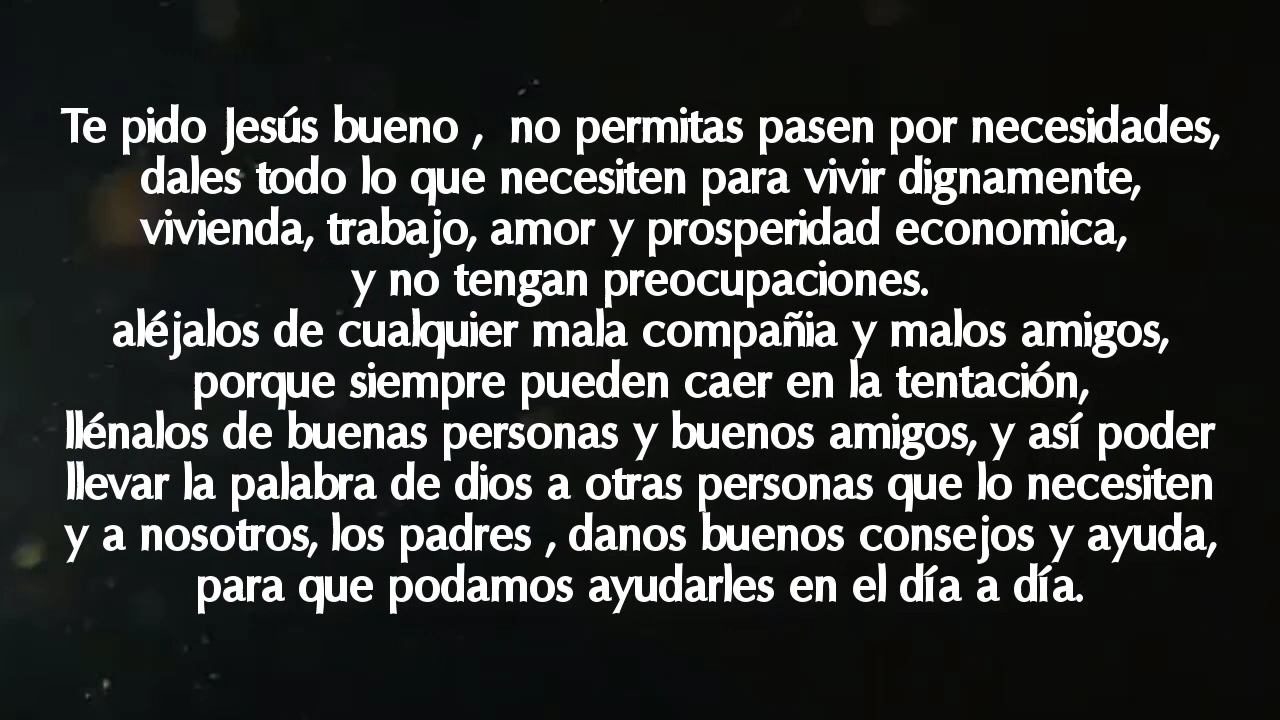 Te pido Jesús bueno ,  no permitas pasen por necesidades,
dales todo lo que necesiten para vivir dignamente,
vivienda, trabajo, amor y prosperidad economica,
y no tengan preocupaciones.
aléjalos de cualquier mala compañia y malos amigos,
porque siempre pueden caer en la tentación,
llénalos de buenas personas y buenos amigos, y así poder
llevar la palabra de dios a otras personas que lo necesiten
y a nosotros, los padres , danos buenos consejos y ayuda,
para que podamos ayudarles en el día a día.